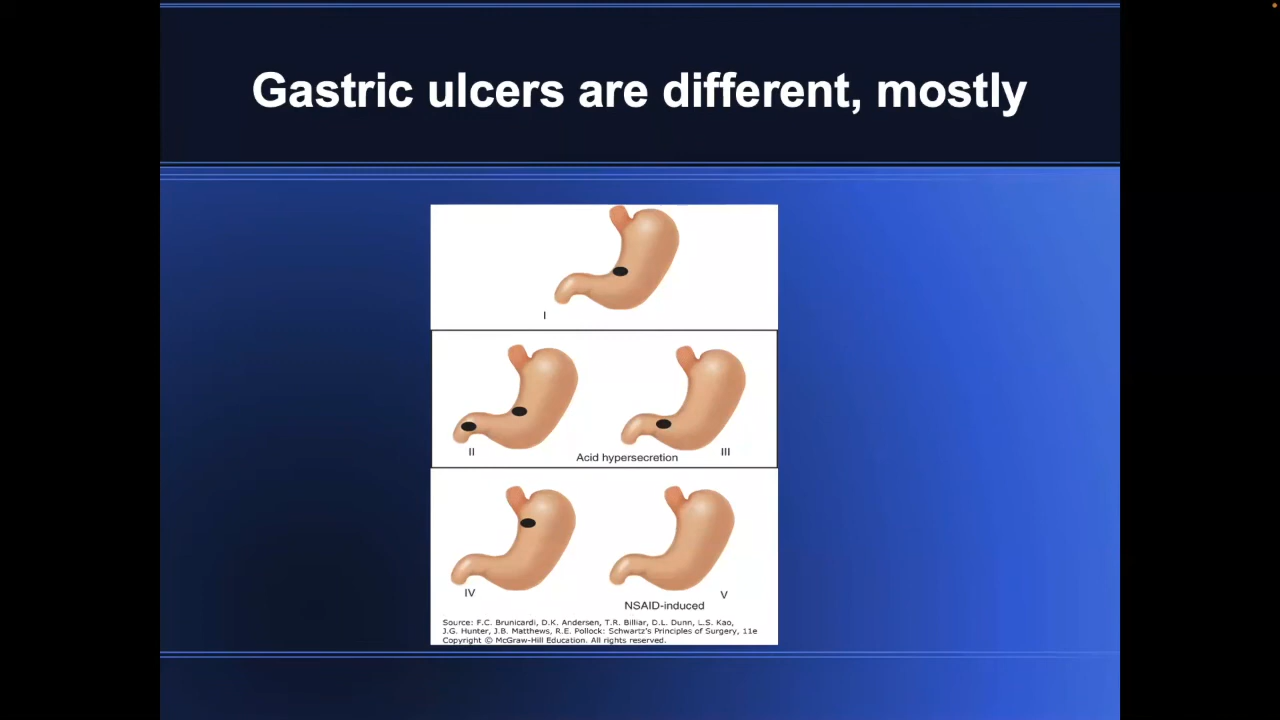 Gastric ulcers are different, mostly
I
II
Acid hypersecretion
III
IV
V
NSAID-induced
Source: F.C. Brunicardi, D.K. Andersen, T.R. Billiar, D.L. Dunn, L.S. Kao,
J.G. Hunter, J.B. Matthews, R.E. Pollock: Schwartz's Principles of Surgery, 11e
Copyright © McGraw-Hill Education. All rights reserved.